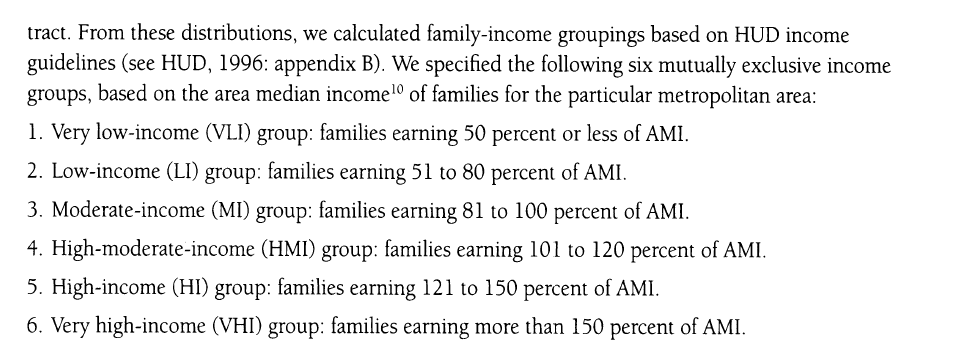 tract. From these distributions, we calculated family-income groupings based on HUD income
guidelines (see HUD, 1996: appendix B). We specified the following six mutually exclusive income
groups, based on the area median income¹⁰ of families for the particular metropolitan area:
1. Very low-income (VLI) group: families earning 50 percent or less of AMI.
2. Low-income (LI) group: families earning 51 to 80 percent of AMI.
3. Moderate-income (MI) group: families earning 81 to 100 percent of AMI.
4. High-moderate-income (HMI) group: families earning 101 to 120 percent of AMI.
5. High-income (HI) group: families earning 121 to 150 percent of AMI.
6. Very high-income (VHI) group: families earning more than 150 percent of AMI.